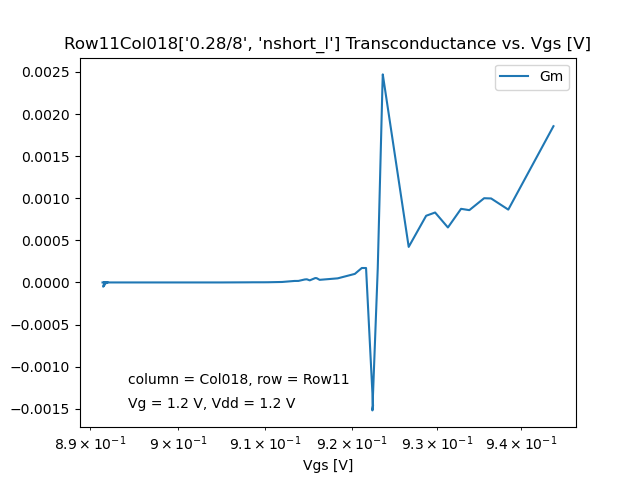 Row11Col018['0.28/8', 'nshort_l'] Transconductance vs. Vgs [V]
Gm
0.0025
0.0020
0.0015
0.0010
0.0005
0.0000
−0.0005
−0.0010
−0.0015
column = Col018, row = Row11
Vg = 1.2 V, Vdd = 1.2 V
8.9 × 10⁻¹ 9 × 10⁻¹ 9.1 × 10⁻¹ 9.2 × 10⁻¹ 9.3 × 10⁻¹ 9.4 × 10⁻¹
Vgs [V]